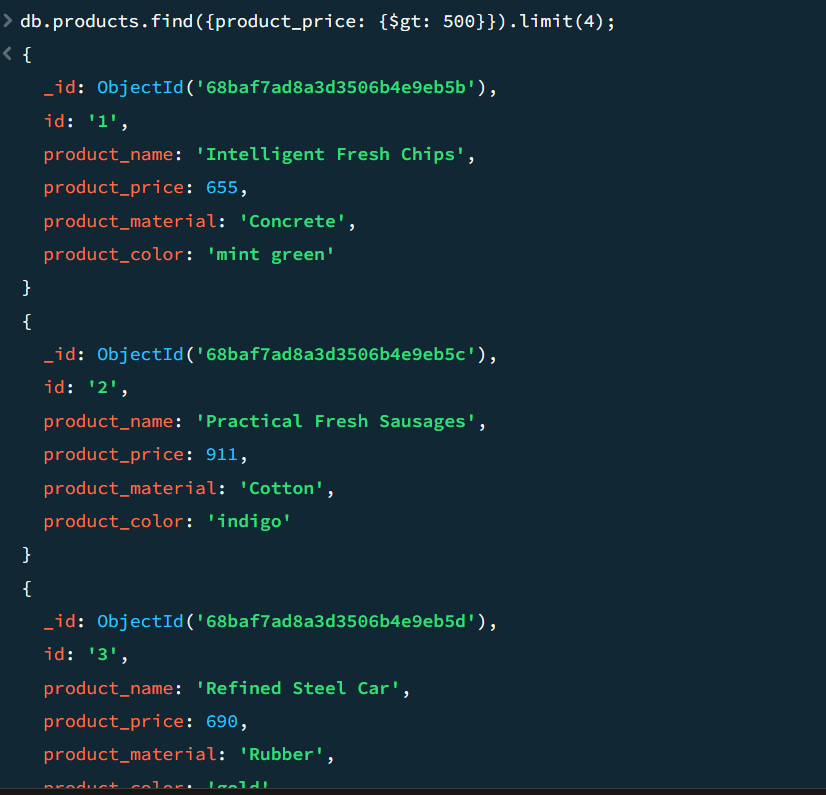 db.products.find({product_price: {$gt: 500}}).limit(4);
{
_id: ObjectId('68baf7ad8a3d3506b4e9eb5b'),
id: '1',
product_name: 'Intelligent Fresh Chips',
product_price: 655,
product_material: 'Concrete',
product_color: 'mint green'
}
{
_id: ObjectId('68baf7ad8a3d3506b4e9eb5c'),
id: '2',
product_name: 'Practical Fresh Sausages',
product_price: 911,
product_material: 'Cotton',
product_color: 'indigo'
}
{
_id: ObjectId('68baf7ad8a3d3506b4e9eb5d'),
id: '3',
product_name: 'Refined Steel Car',
product_price: 690,
product_material: 'Rubber',
product_color: 'gold'